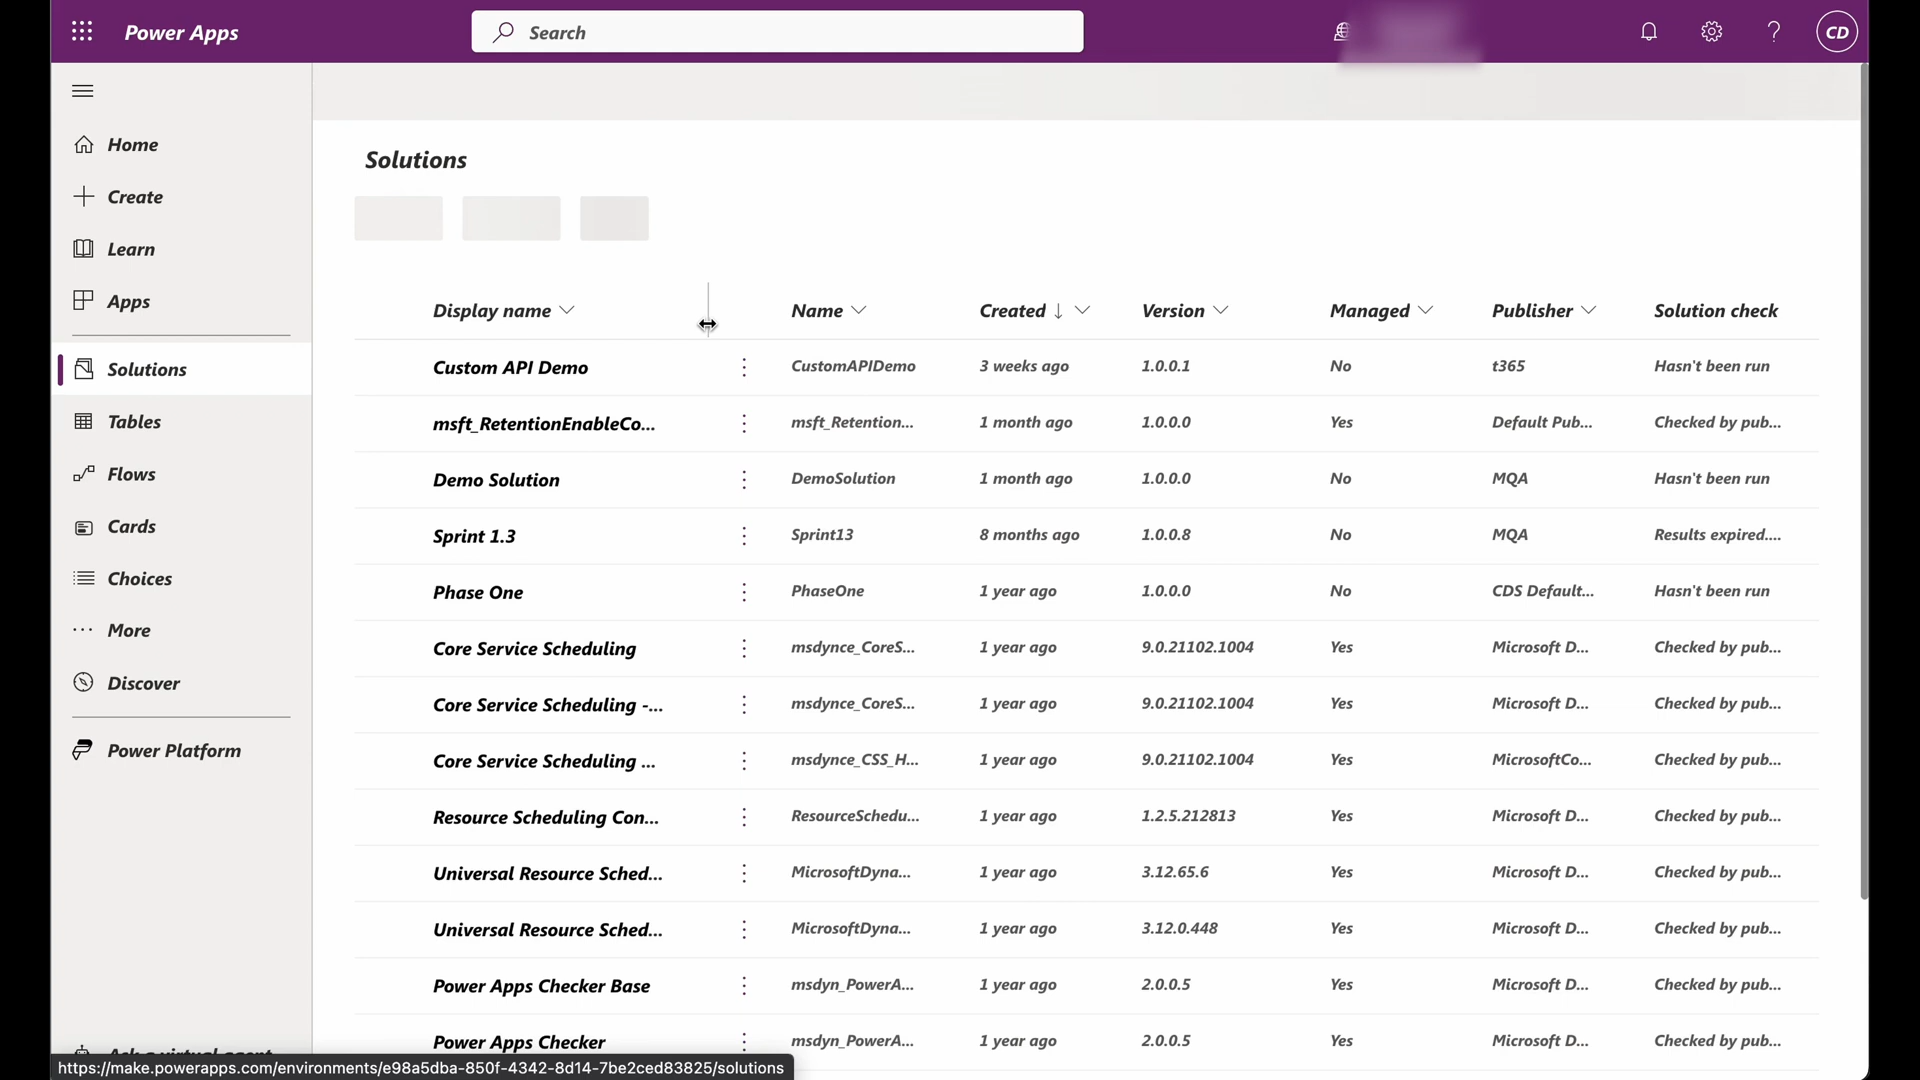 Power Apps
Search
CD
Home
Create
Learn
Apps
Solutions
Tables
Flows
Cards
Choices
More
Discover
Power Platform
Solutions
Display name Name Created ↓ Version Managed Publisher Solution check
Custom API Demo CustomAPIDemo 3 weeks ago 1.0.0.1 No t365 Hasn't been run
msft_RetentionEnableCo... msft_Retention... 1 month ago 1.0.0.0 Yes Default Pub... Checked by pub...
Demo Solution DemoSolution 1 month ago 1.0.0.0 No MQA Hasn't been run
Sprint 1.3 Sprint13 8 months ago 1.0.0.8 No MQA Results expired....
Phase One PhaseOne 1 year ago 1.0.0.0 No CDS Default... Hasn't been run
Core Service Scheduling msdynce_CoreS... 1 year ago 9.0.21102.1004 Yes Microsoft D... Checked by pub...
Core Service Scheduling -... msdynce_CoreS... 1 year ago 9.0.21102.1004 Yes Microsoft D... Checked by pub...
Core Service Scheduling ... msdynce_CSS_H... 1 year ago 9.0.21102.1004 Yes MicrosoftCo... Checked by pub...
Resource Scheduling Con... ResourceSchedu... 1 year ago 1.2.5.212813 Yes Microsoft D... Checked by pub...
Universal Resource Sched... MicrosoftDyna... 1 year ago 3.12.65.6 Yes Microsoft D... Checked by pub...
Universal Resource Sched... MicrosoftDyna... 1 year ago 3.12.0.448 Yes Microsoft D... Checked by pub...
Power Apps Checker Base msdyn_PowerA... 1 year ago 2.0.0.5 Yes Microsoft D... Checked by pub...
Power Apps Checker msdyn_PowerA... 1 year ago 2.0.0.5 Yes Microsoft D... Checked by pub...
Ask a virtual agent
https://make.powerapps.com/environments/e98a5dba-850f-4342-8d14-7be2ced83825/solutions